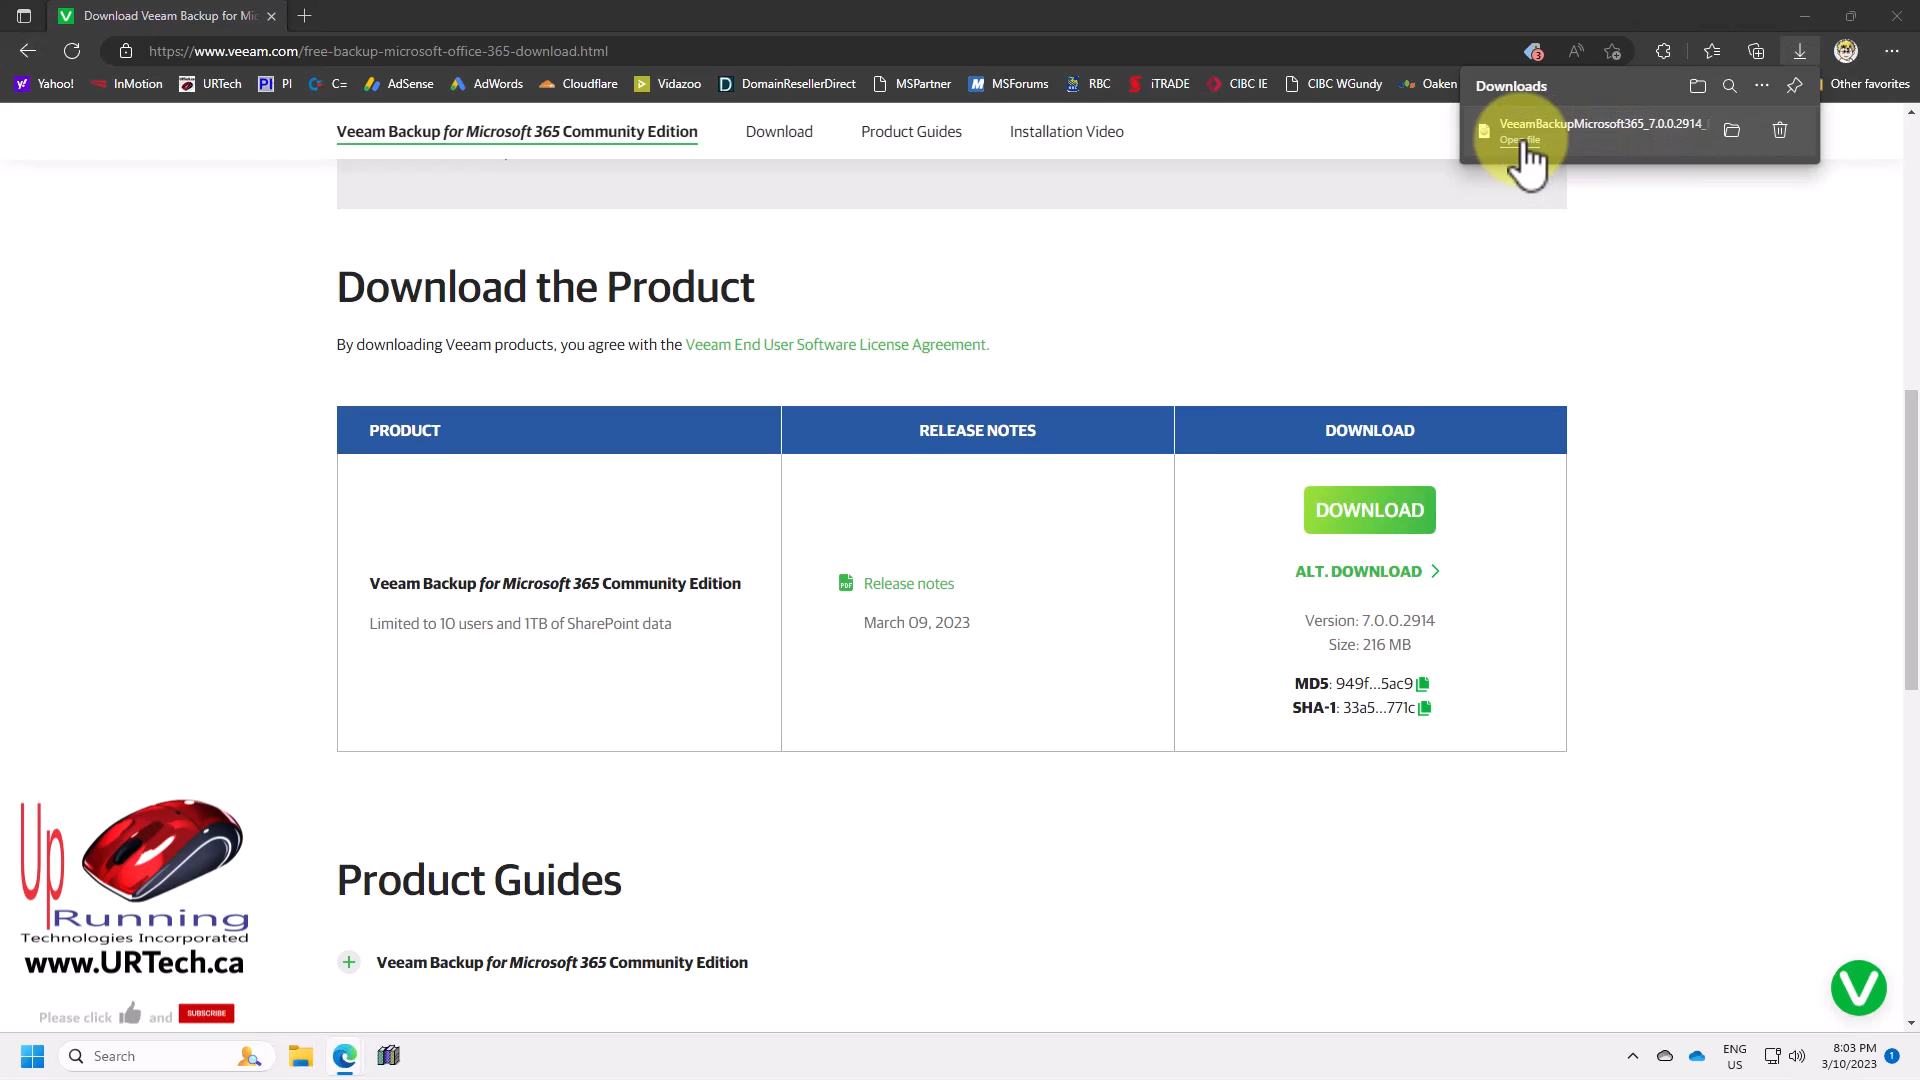 Download Veeam Backup for Mic
https://www.veeam.com/free-backup-microsoft-office-365-download.html
3
Yahoo!
InMotion
URTech
PI
C=
AdSense
AdWords
Cloudflare
Vidazoo
DomainResellerDirect
MSPartner
MSForums
RBC
iTRADE
CIBC IE
CIBC WGundy
Oaken
Other favorites
Downloads
VeeamBackupMicrosoft365_7.0.0.2914_
Open file
Veeam Backup for Microsoft 365 Community Edition
Download
Product Guides
Installation Video
Download the Product
By downloading Veeam products, you agree with the Veeam End User Software License Agreement.
PRODUCT
RELEASE NOTES
DOWNLOAD
Veeam Backup for Microsoft 365 Community Edition
Limited to 10 users and 1TB of SharePoint data
PDF
Release notes
March 09, 2023
DOWNLOAD
ALT. DOWNLOAD
Version: 7.0.0.2914
Size: 216 MB
MD5: 949f...5ac9
SHA-1: 33a5...771c
Product Guides
Veeam Backup for Microsoft 365 Community Edition
Up
Running
Technologies Incorporated
www.URTech.ca
Please click and SUBSCRIBE
Search
ENG
US
8:03 PM
3/10/2023
1